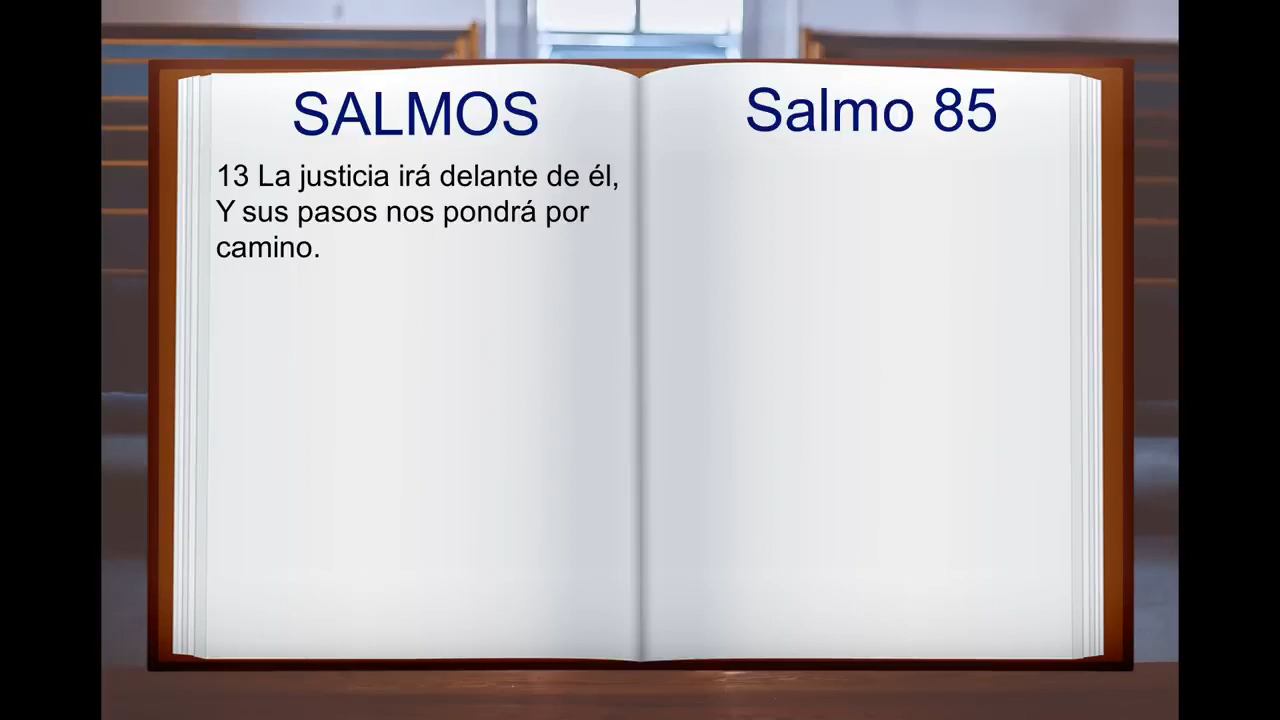 SALMOS
13 La justicia irá delante de él,
Y sus pasos nos pondrá por
camino.
Salmo 85